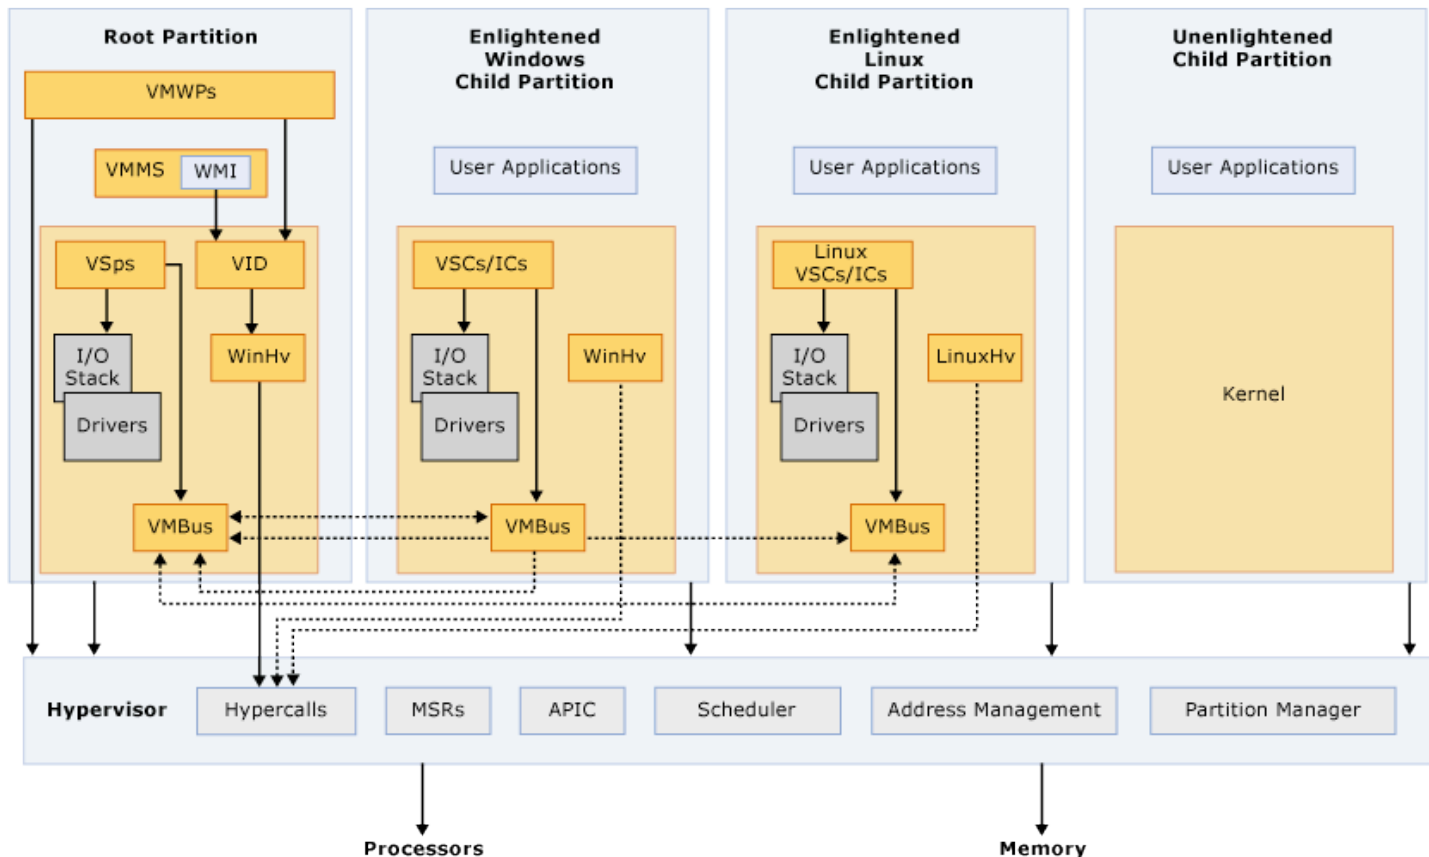 Root Partition
VMWPs
VMMS
WMI
VSps
VID
I/O
Stack
WinHv
Drivers
VMBus
Enlightened
Windows
Child Partition
User Applications
VSCs/ICs
I/O
Stack
WinHv
Drivers
VMBus
Enlightened
Linux
Child Partition
User Applications
Linux
VSCs/ICs
I/O
Stack
LinuxHv
Drivers
VMBus
Unenlightened
Child Partition
User Applications
Kernel
Hypervisor
Hypercalls
MSRs
APIC
Scheduler
Address Management
Partition Manager
Processors
Memory